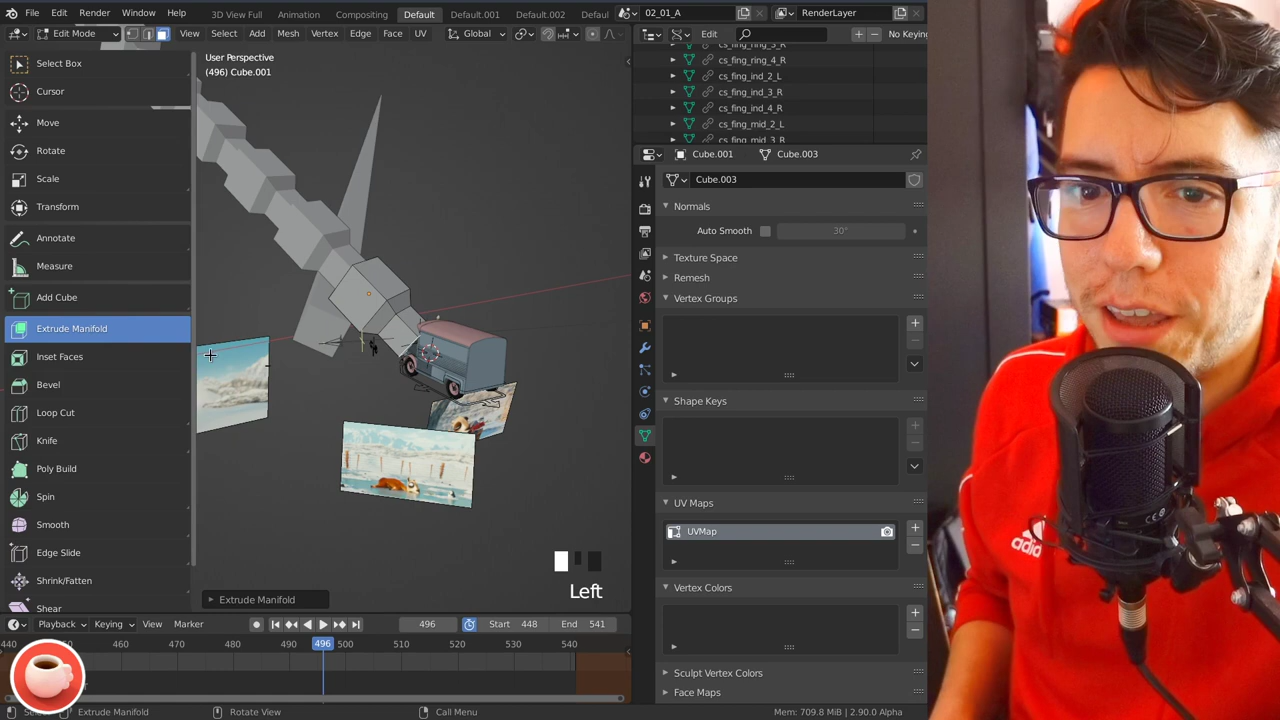 File Edit Render Window Help
3D View Full Animation Compositing Default Default.001 Default.002 Defaul
02_01_A
RenderLayer
Edit Mode View Select Add Mesh Vertex Edge Face UV Global
Edit
No Keying
User Perspective
(496) Cube.001
Select Box
Cursor
Move
Rotate
Scale
Transform
Annotate
Measure
Add Cube
Extrude Manifold
Inset Faces
Bevel
Loop Cut
Knife
Poly Build
Spin
Smooth
Edge Slide
Shrink/Fatten
Shear
Extrude Manifold
Left
cs_fing_ring_3_R
cs_fing_ring_4_R
cs_fing_ind_2_L
cs_fing_ind_3_R
cs_fing_ind_4_R
cs_fing_mid_2_L
cs_fing_mid_3_R
Cube.001 Cube.003
Cube.003
Normals
Auto Smooth 30°
Texture Space
Remesh
Vertex Groups
Shape Keys
UV Maps
UVMap
Vertex Colors
Sculpt Vertex Colors
Face Maps
Playback Keying View Marker
496 Start 448 End 541
440 460 470 480 490 496 500 510 520 530 540
Extrude Manifold Rotate View Call Menu
Mem: 709.8 MiB | 2.90.0 Alpha
adidas